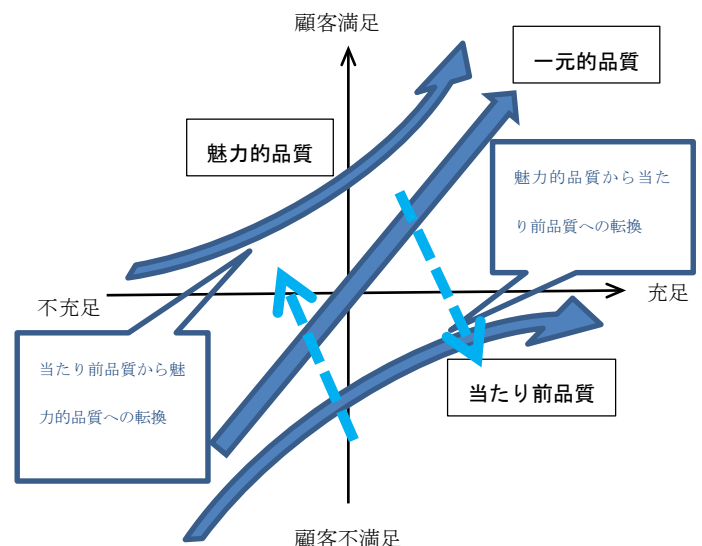 顧客満足
一元的品質
魅力的品質
魅力的品質から当た
り前品質への転換
不充足
充足
当たり前品質から魅
力的品質への転換
当たり前品質
顧客不満足